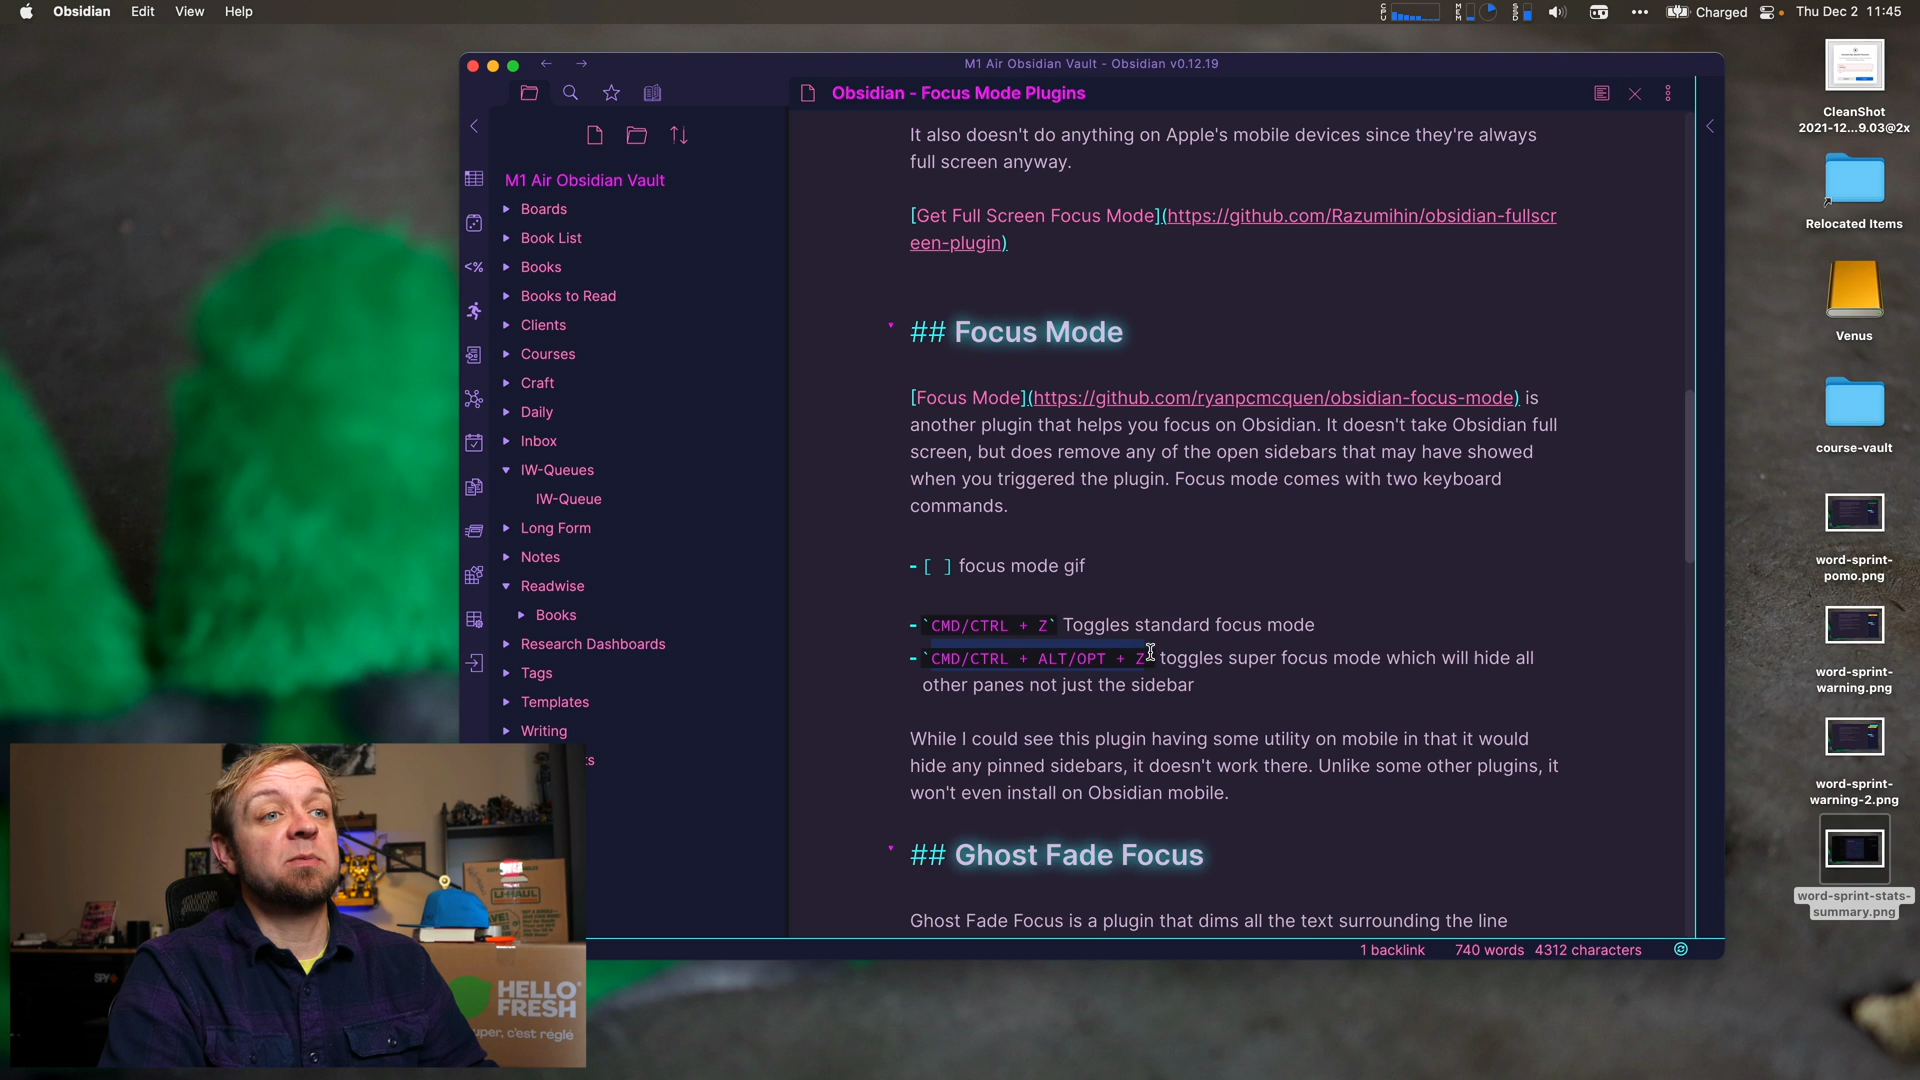 Obsidian Edit View Help
CPU MEM SSD ••• Charged Thu Dec 2 11:45
M1 Air Obsidian Vault - Obsidian v0.12.19
Obsidian - Focus Mode Plugins
M1 Air Obsidian Vault
Boards
Book List
Books
Books to Read
Clients
Courses
Craft
Daily
Inbox
IW-Queues
IW-Queue
Long Form
Notes
Readwise
Books
Research Dashboards
Tags
Templates
Writing
ts
<%
It also doesn't do anything on Apple's mobile devices since they're always
full screen anyway.
[Get Full Screen Focus Mode](https://github.com/Razumihin/obsidian-fullscr
een-plugin)
## Focus Mode
[Focus Mode](https://github.com/ryanpcmcquen/obsidian-focus-mode) is
another plugin that helps you focus on Obsidian. It doesn't take Obsidian full
screen, but does remove any of the open sidebars that may have showed
when you triggered the plugin. Focus mode comes with two keyboard
commands.
- [ ] focus mode gif
- `CMD/CTRL + Z` Toggles standard focus mode
- `CMD/CTRL + ALT/OPT + Z` toggles super focus mode which will hide all
other panes not just the sidebar
While I could see this plugin having some utility on mobile in that it would
hide any pinned sidebars, it doesn't work there. Unlike some other plugins, it
won't even install on Obsidian mobile.
## Ghost Fade Focus
Ghost Fade Focus is a plugin that dims all the text surrounding the line
1 backlink 740 words 4312 characters
CleanShot
2021-12...9.03@2x
Relocated Items
Venus
course-vault
word-sprint-
pomo.png
word-sprint-
warning.png
word-sprint-
warning-2.png
word-sprint-stats-
summary.png
U-HAUL
SPY
HELLO
FRESH
uper, c'est réglé